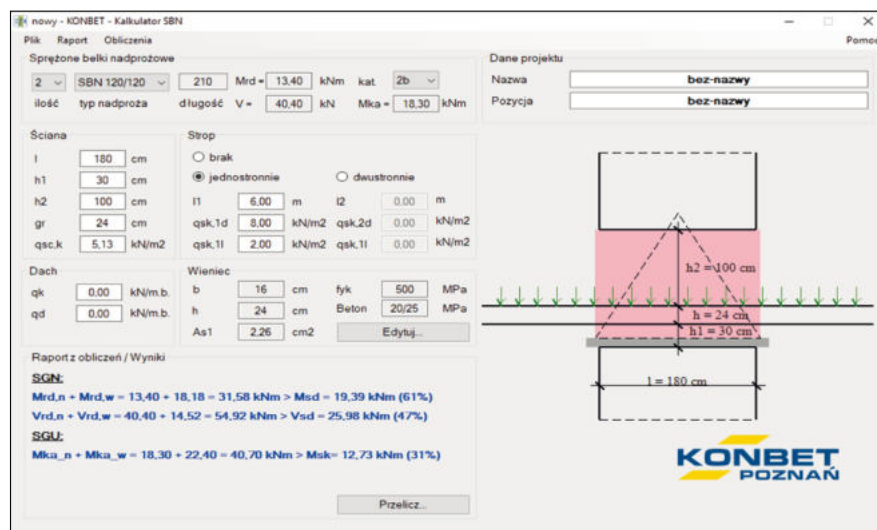 nowy - KONBET - Kalkulator SBN
Plik Raport Obliczenia Pomoc
Sprężone belki nadprożowe
2 SBN 120/120 210 Mrd = 13,40 kNm kat. 2b
ilość typ nadproża długość V = 40,40 kN Mka = 18,30 kNm
Dane projektu
Nazwa bez-nazwy
Pozycja bez-nazwy
Ściana
l 180 cm
h1 30 cm
h2 100 cm
gr 24 cm
qsc,k 5,13 kN/m2
Strop
brak
jednostronnie dwustronnie
l1 6,00 m l2 0,00 m
qsk,1d 8,00 kN/m2 qsk,2d 0,00 kN/m2
qsk,1l 2,00 kN/m2 qsk,1l 0,00 kN/m2
Dach
qk 0,00 kN/m.b.
qd 0,00 kN/m.b.
Wieniec
b 16 cm fyk 500 MPa
h 24 cm Beton 20/25 MPa
As1 2,26 cm2 Edytuj...
Raport z obliczeń / Wyniki
SGN:
Mrd,n + Mrd,w = 13,40 + 18,18 = 31,58 kNm > Msd = 19,39 kNm (61%)
Vrd,n + Vrd,w = 40,40 + 14,52 = 54,92 kNm > Vsd = 25,98 kNm (47%)
SGU:
Mka_n + Mka_w = 18,30 + 22,40 = 40,70 kNm > Msk= 12,73 kNm (31%)
Przelicz...
h2 = 100 cm
h = 24 cm
h1 = 30 cm
l = 180 cm
KONBET
POZNAŃ